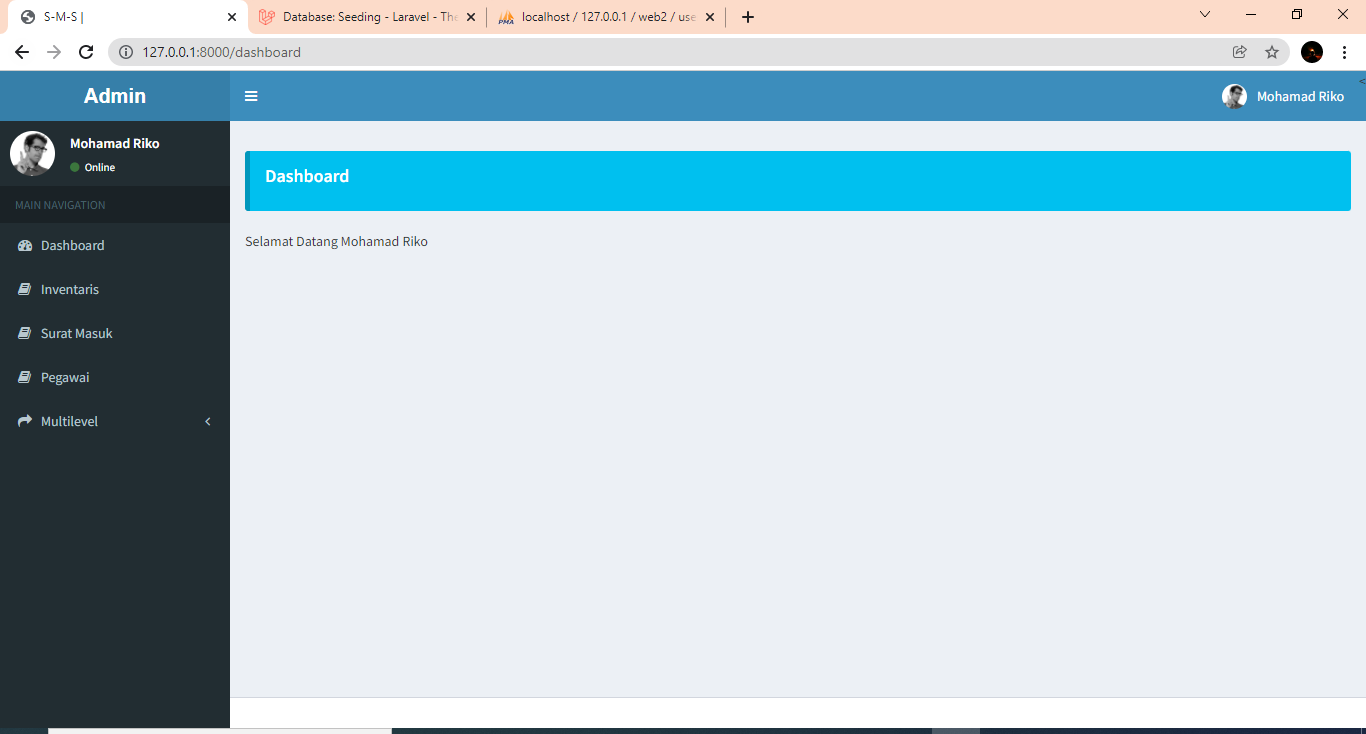 S-M-S |
Database: Seeding - Laravel - The
PMA localhost / 127.0.0.1 / web2 / use
127.0.0.1:8000/dashboard
Admin
Mohamad Riko
<
Mohamad Riko
Online
MAIN NAVIGATION
Dashboard
Inventaris
Surat Masuk
Pegawai
Multilevel
Dashboard
Selamat Datang Mohamad Riko